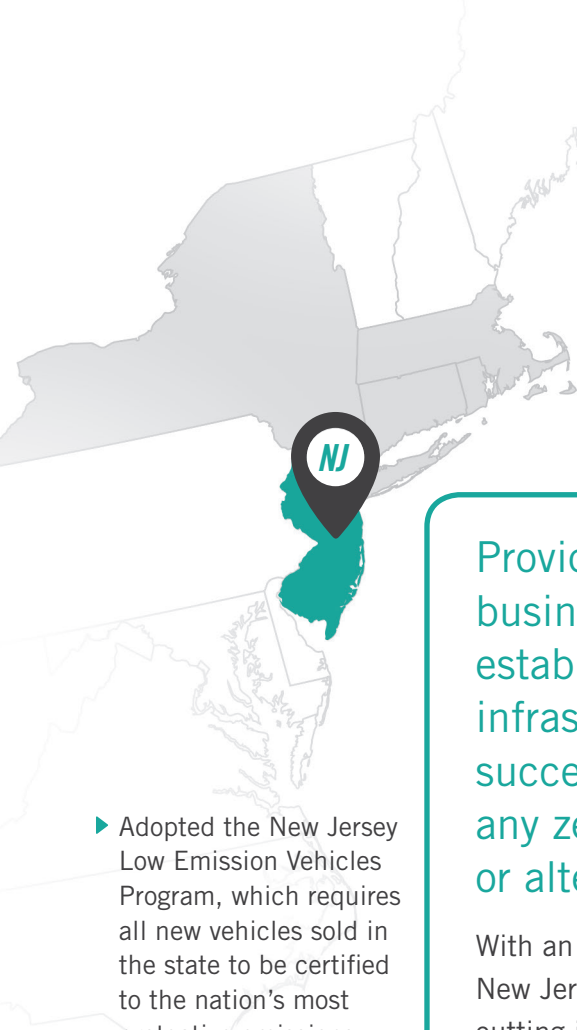 NJ
Adopted the New Jersey
Low Emission Vehicles
Program, which requires
all new vehicles sold in
the state to be certified
to the nation's most
busin
estab
infras
succe
any ze
or alte
With an
New Jer